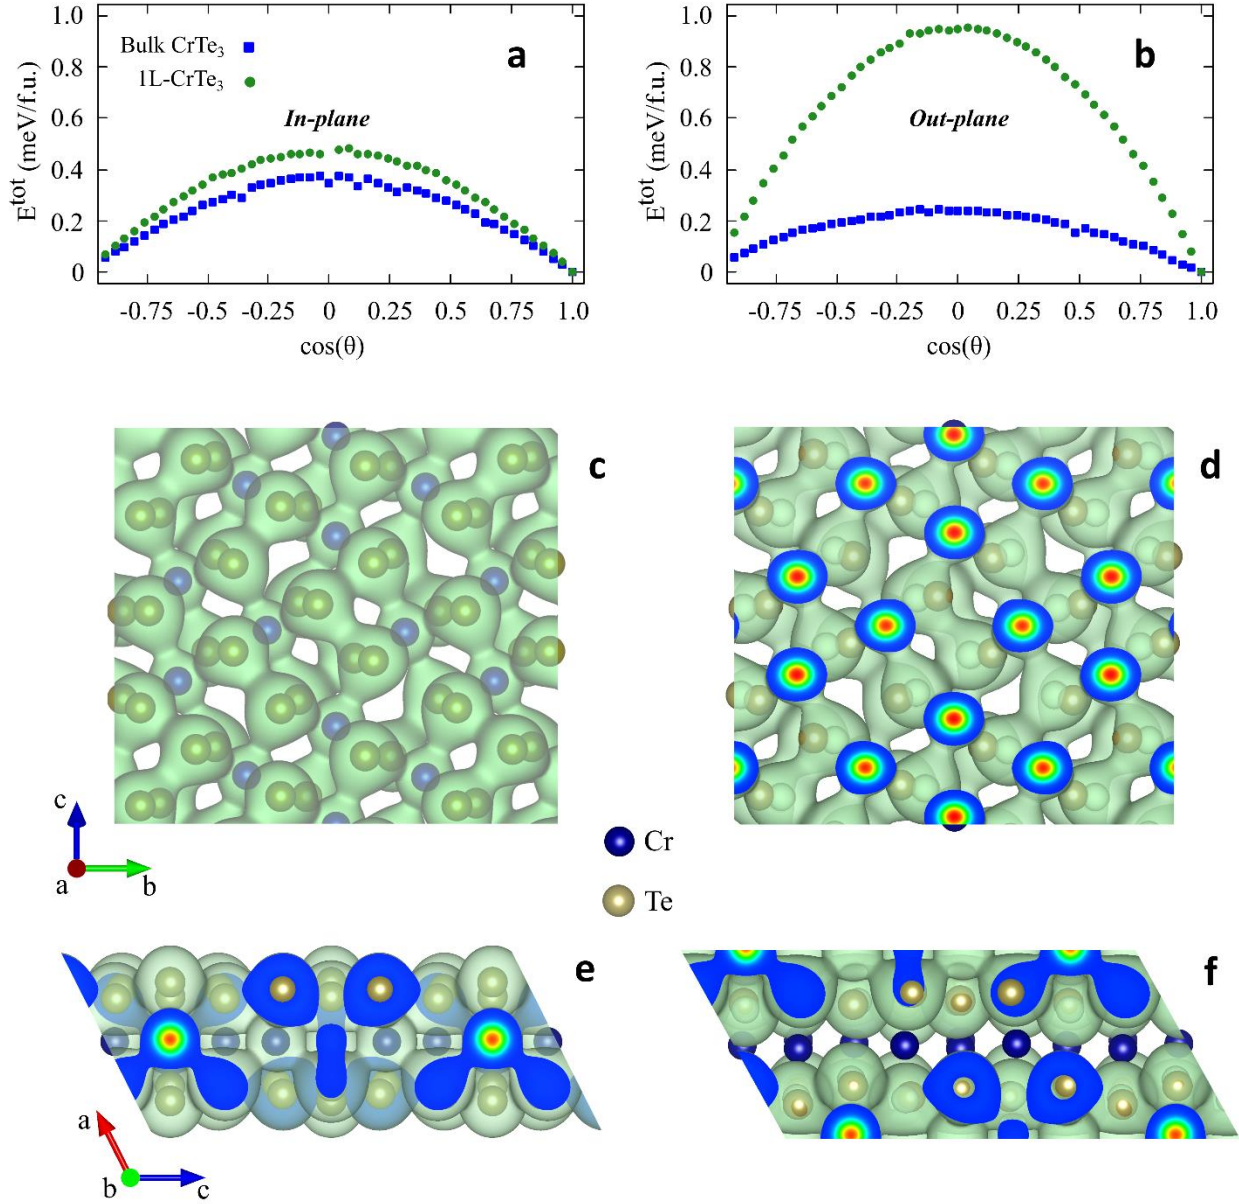 a
1.0
0.8
0.6
0.4
0.2
0
E^tot (meV/f.u.)
Bulk CrTe₃
1L-CrTe₃
In-plane
-0.75 -0.5 -0.25 0 0.25 0.5 0.75 1.0
cos(θ)
b
1.0
0.8
0.6
0.4
0.2
0
E^tot (meV/f.u.)
Out-plane
-0.75 -0.5 -0.25 0 0.25 0.5 0.75 1.0
cos(θ)
c
d
c
a b
Cr
Te
e
f
a
b c